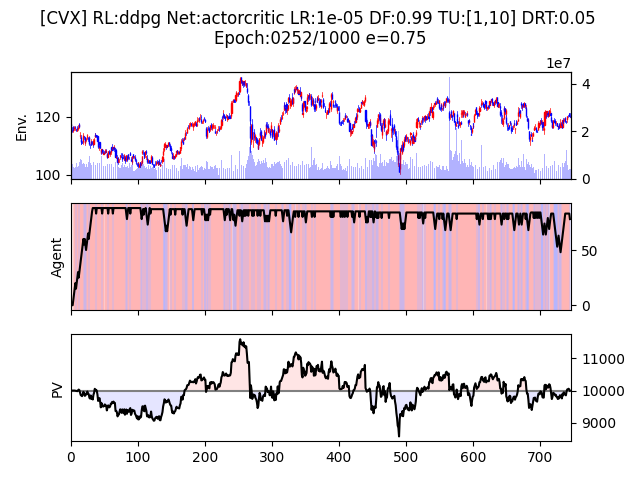 [CVX] RL:ddpg Net:actorcritic LR:1e-05 DF:0.99 TU:[1,10] DRT:0.05
Epoch:0252/1000 e=0.75
1e7
Env.
120
100
4
2
0
Agent
50
0
PV
11000
10000
9000
0 100 200 300 400 500 600 700